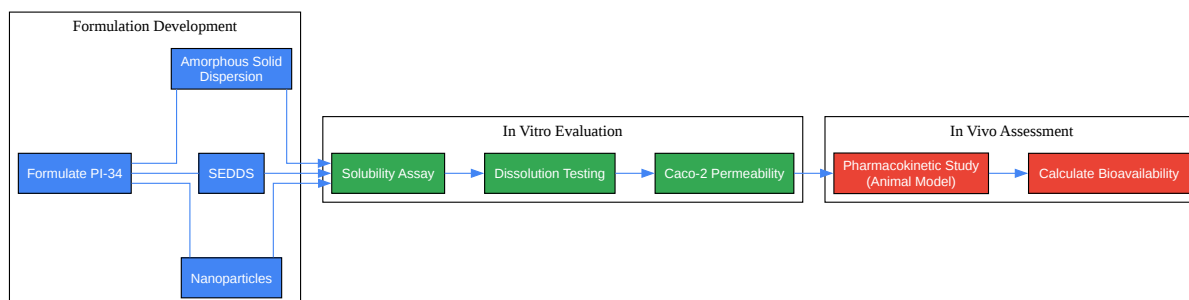 Formulation Development
Amorphous Solid
Dispersion
Formulate PI-34
SEDDS
Nanoparticles
In Vitro Evaluation
Solubility Assay
Dissolution Testing
Caco-2 Permeability
In Vivo Assessment
Pharmacokinetic Study
(Animal Model)
Calculate Bioavailability